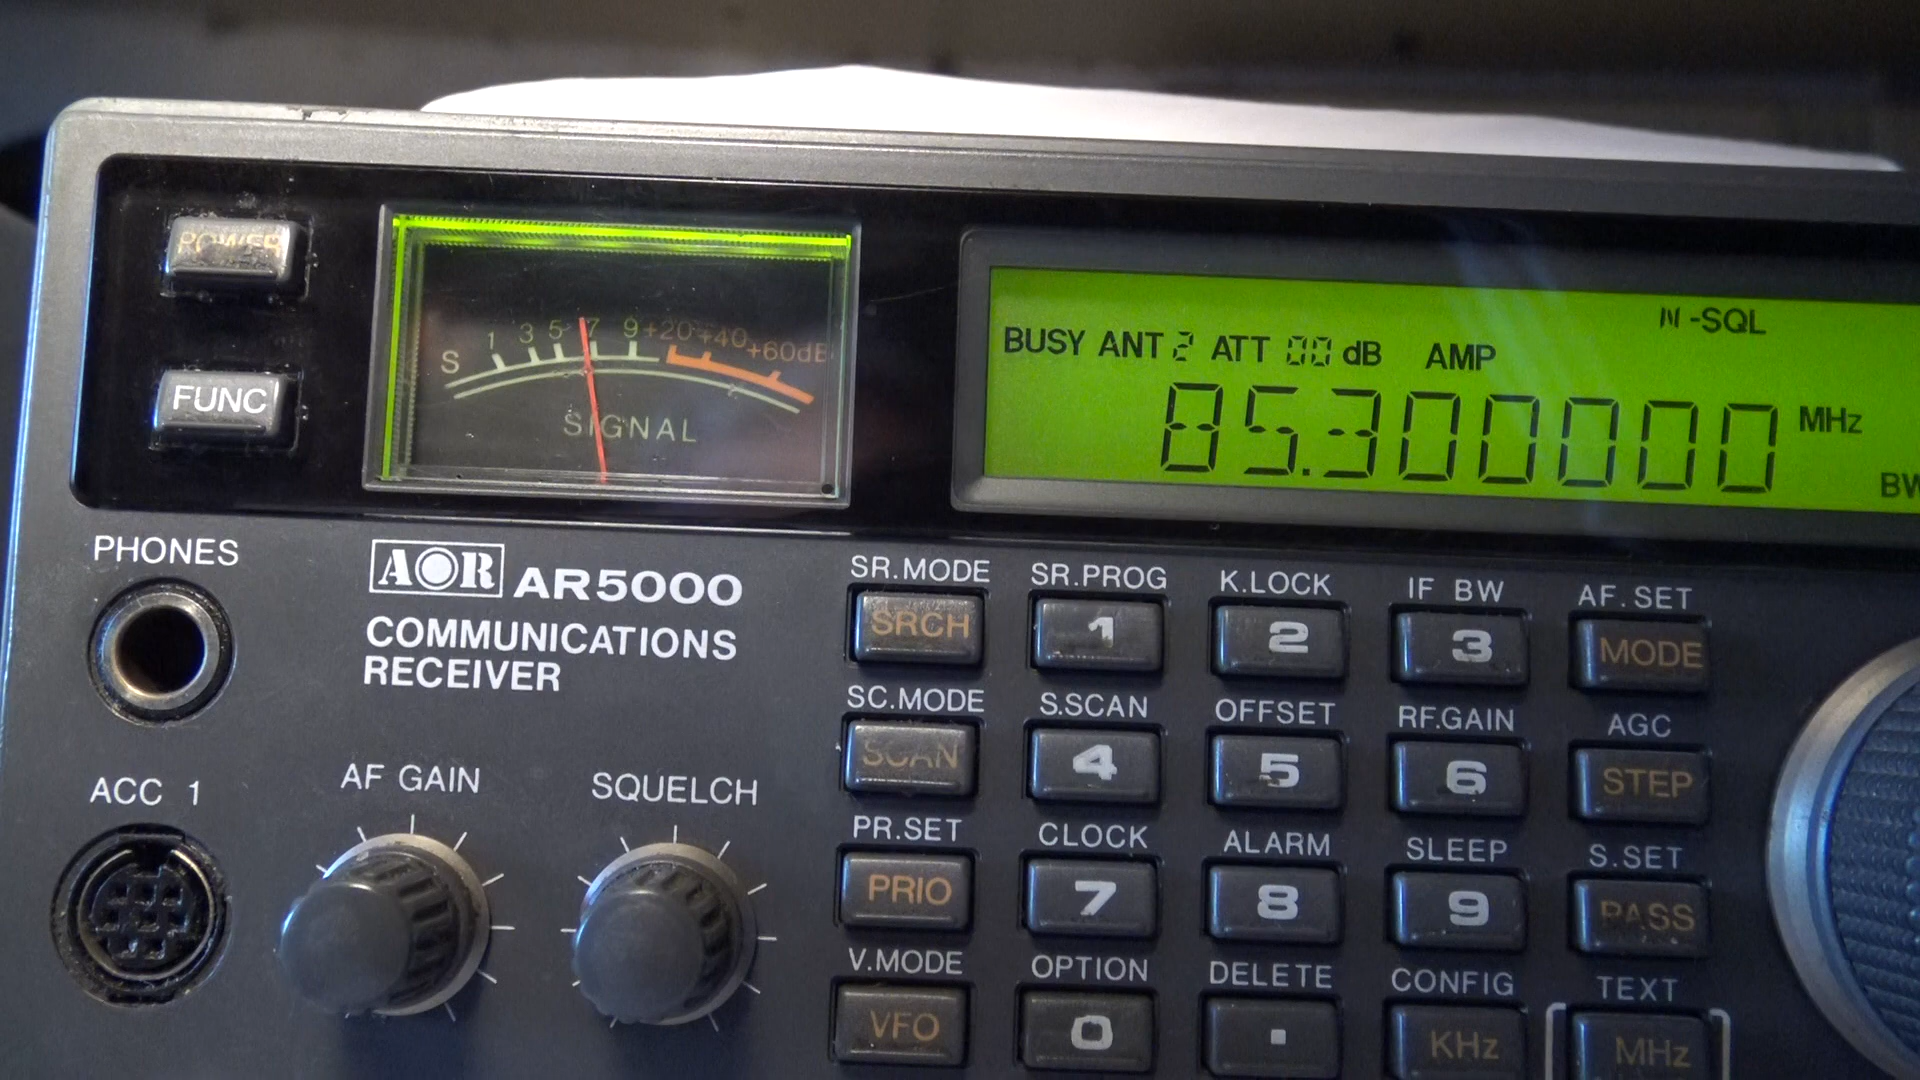 POWER
FUNC
S 1 3 5 7 9 +20 +40 +60dB
SIGNAL
N -SQL
BUSY ANT 2 ATT 00 dB AMP
85.300000 MHz
BW
PHONES
AOR AR5000
COMMUNICATIONS
RECEIVER
ACC 1
AF GAIN
SQUELCH
SR.MODE SR.PROG K.LOCK IF BW AF.SET
SRCH 1 2 3 MODE
SC.MODE S.SCAN OFFSET RF.GAIN AGC
SCAN 4 5 6 STEP
PR.SET CLOCK ALARM SLEEP S.SET
PRIO 7 8 9 PASS
V.MODE OPTION DELETE CONFIG TEXT
VFO 0 . KHz MHz